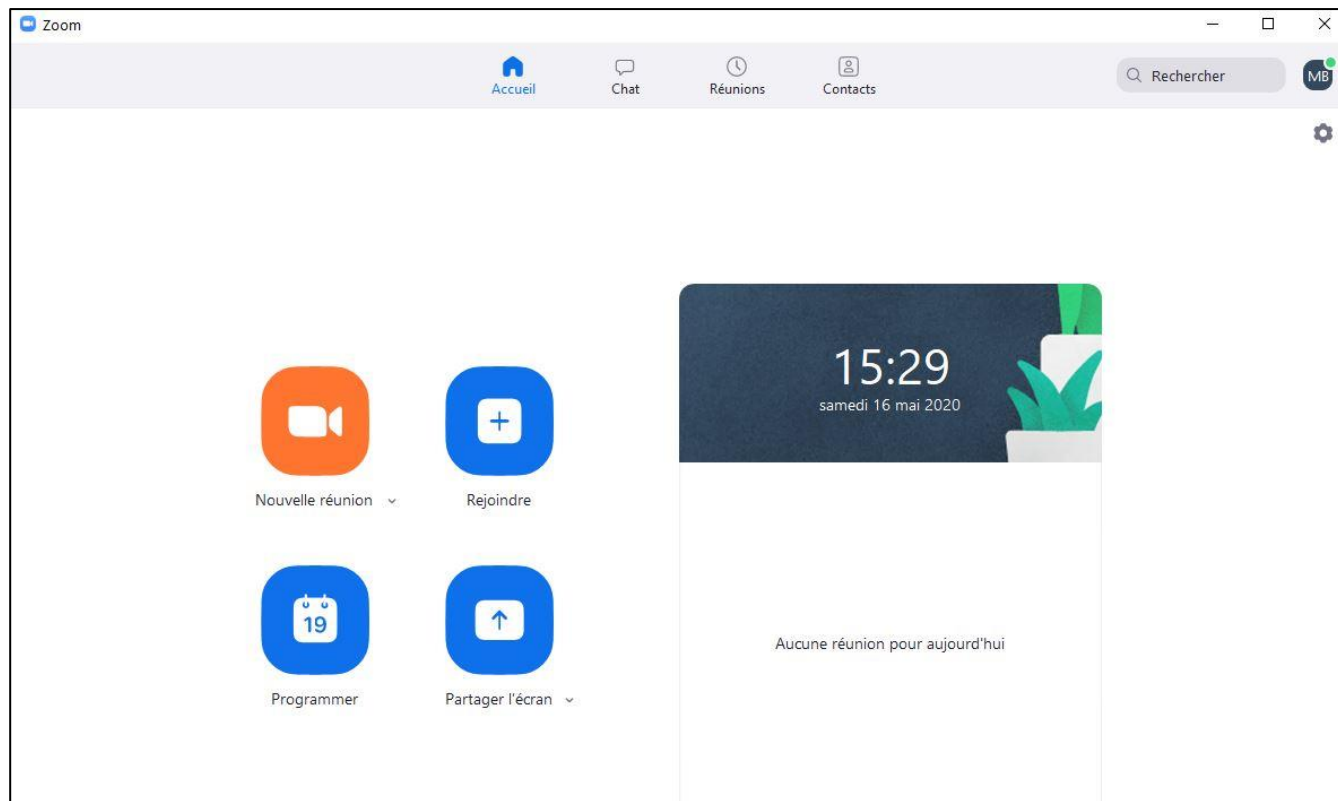 Zoom
Accueil
Chat
Réunions
Contacts
Rechercher
MB
15:29
samedi 16 mai 2020
Nouvelle réunion
Rejoindre
19
Programmer
Partager l'écran
Aucune réunion pour aujourd'hui